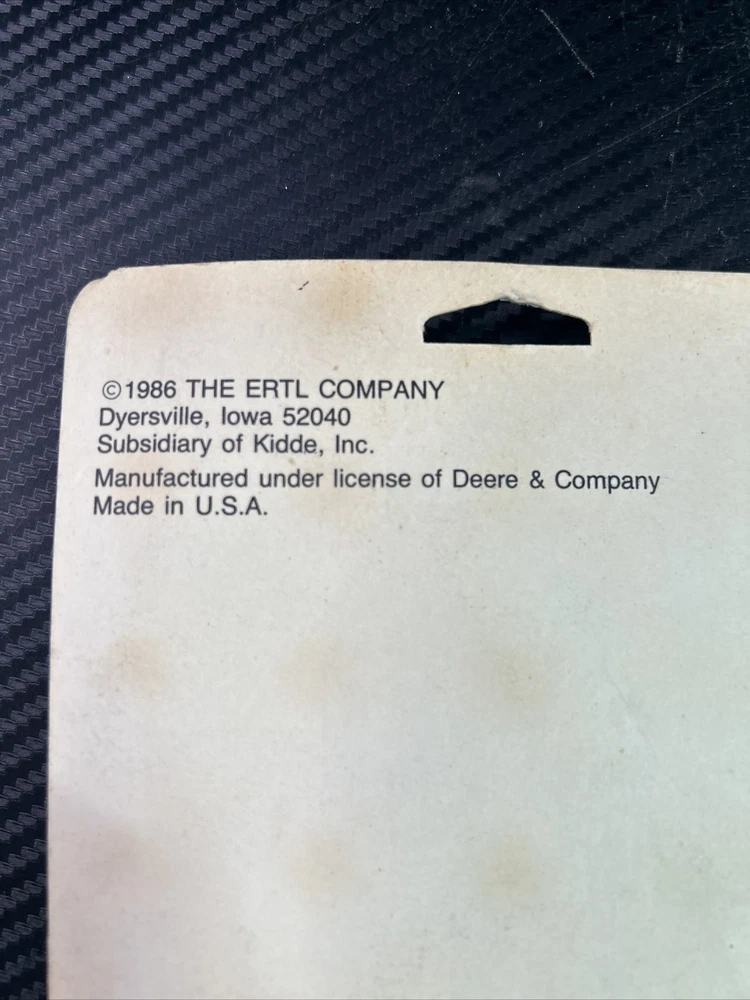 ©1986 THE ERTL COMPANY
Dyersville, Iowa 52040
Subsidiary of Kidde, Inc.
Manufactured under license of Deere & Company
Made in U.S.A.